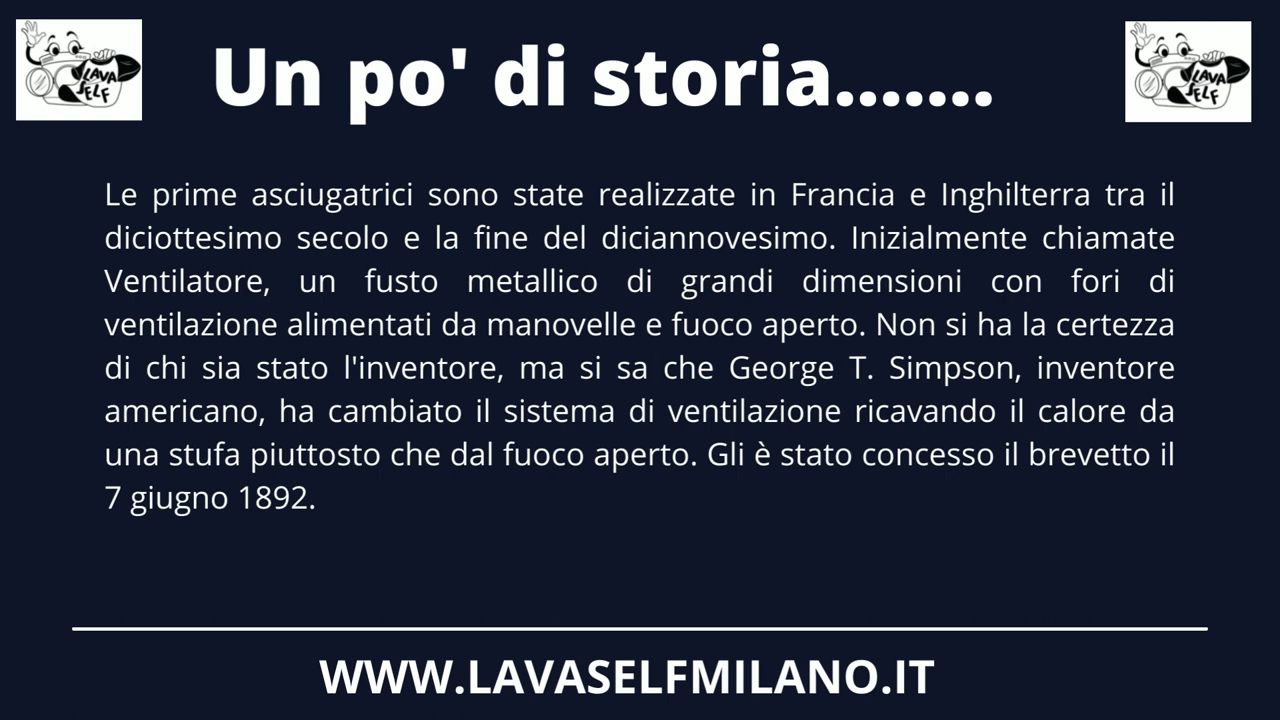 LAVA
SELF
Un po' di storia.......
LAVA
SELF
Le prime asciugatrici sono state realizzate in Francia e Inghilterra tra il
diciottesimo secolo e la fine del diciannovesimo. Inizialmente chiamate
Ventilatore, un fusto metallico di grandi dimensioni con fori di
ventilazione alimentati da manovelle e fuoco aperto. Non si ha la certezza
di chi sia stato l'inventore, ma si sa che George T. Simpson, inventore
americano, ha cambiato il sistema di ventilazione ricavando il calore da
una stufa piuttosto che dal fuoco aperto. Gli è stato concesso il brevetto il
7 giugno 1892.
WWW.LAVASELFMILANO.IT